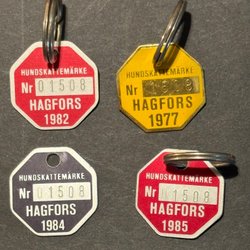 HUNDSKATTEMÄRKE
Nr 01508
HAGFORS
1982
HUNDSKATTEMÄRKE
Nr
HAGFORS
1977
HUNDSKATTEMÄRKE
Nr 01508
HAGFORS
1984
HUNDSKATTEMÄRKE
Nr 01508
HAGFORS
1985